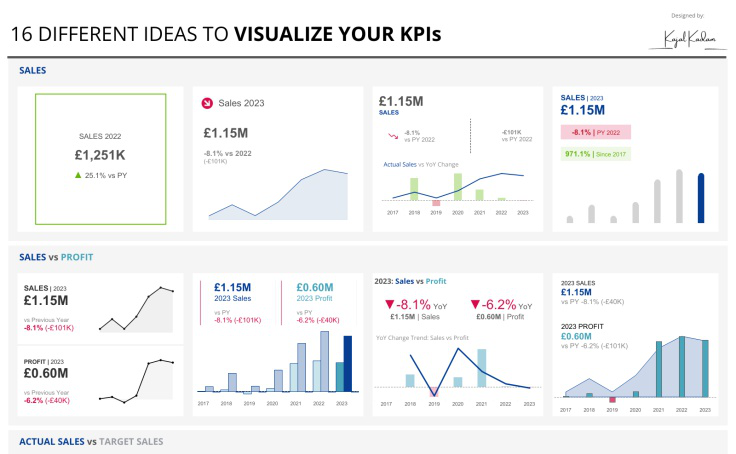 Designed by:
Kajal Kadam
16 DIFFERENT IDEAS TO VISUALIZE YOUR KPIs
SALES
SALES 2022
£1,251K
▲ 25.1% vs PY
Sales 2023
£1.15M
-8.1% vs 2022
(-£101K)
£1.15M
SALES
-8.1%
vs PY 2022
-£101K
vs PY 2022
Actual Sales vs YoY Change
2017 2018 2019 2020 2021 2022 2023
SALES | 2023
£1.15M
-8.1% | PY 2022
971.1% | Since 2017
SALES vs PROFIT
SALES | 2023
£1.15M
vs Previous Year
-8.1% (-£101K)
PROFIT | 2023
£0.60M
vs Previous Year
-6.2% (-£40K)
£1.15M
2023 Sales
vs PY
-8.1% (-£101K)
£0.60M
2023 Profit
vs PY
-6.2% (-£40K)
2017 2018 2019 2020 2021 2022 2023
2023: Sales vs Profit
▼-8.1% YoY
£1.15M | Sales
▼-6.2% YoY
£0.60M | Profit
YoY Change Trend: Sales vs Profit
2017 2018 2019 2020 2021 2022 2023
2023 SALES
£1.15M
vs PY -8.1% (-£40K)
2023 PROFIT
£0.60M
vs PY -6.2% (-£101K)
2017 2018 2019 2020 2021 2022 2023
ACTUAL SALES vs TARGET SALES